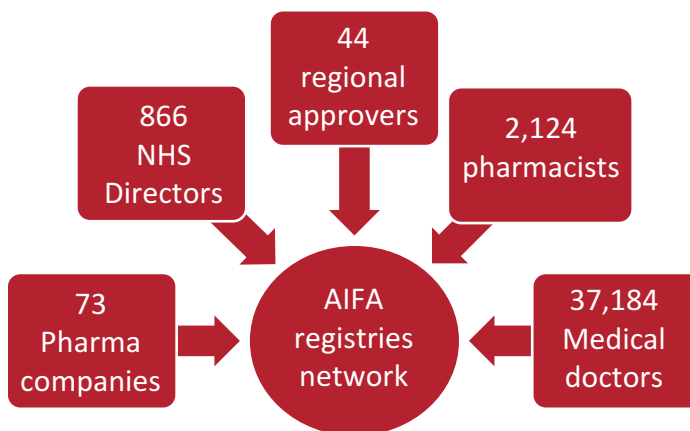 44
regional
approvers
866
NHS
Directors
2,124
pharmacists
73
Pharma
companies
AIFA
registries
network
37,184
Medical
doctors